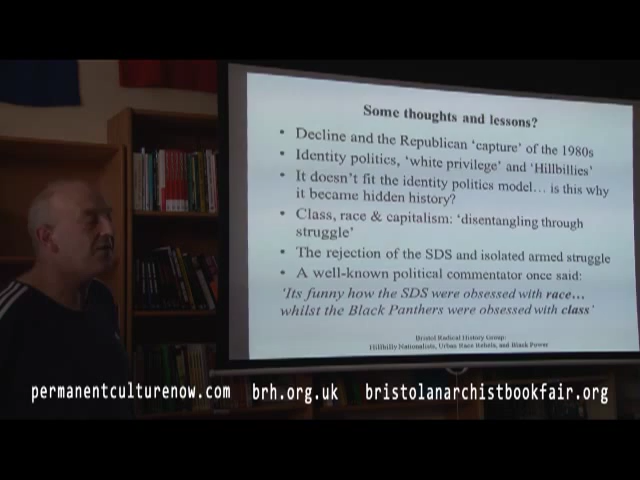 Some thoughts and lessons?
• Decline and the Republican 'capture' of the 1980s
• Identity politics, 'white privilege' and 'Hillbillies'
• It doesn't fit the identity politics model… is this why
it became hidden history?
• Class, race & capitalism: 'disentangling through
struggle'
• The rejection of the SDS and isolated armed struggle
• A well-known political commentator once said:
'Its funny how the SDS were obsessed with race…
whilst the Black Panthers were obsessed with class'
Bristol Radical History Group:
Hillbilly Nationalists, Urban Race Rebels, and Black Power
permanentculturenow.com brh.org.uk bristolanarchistbookfair.org